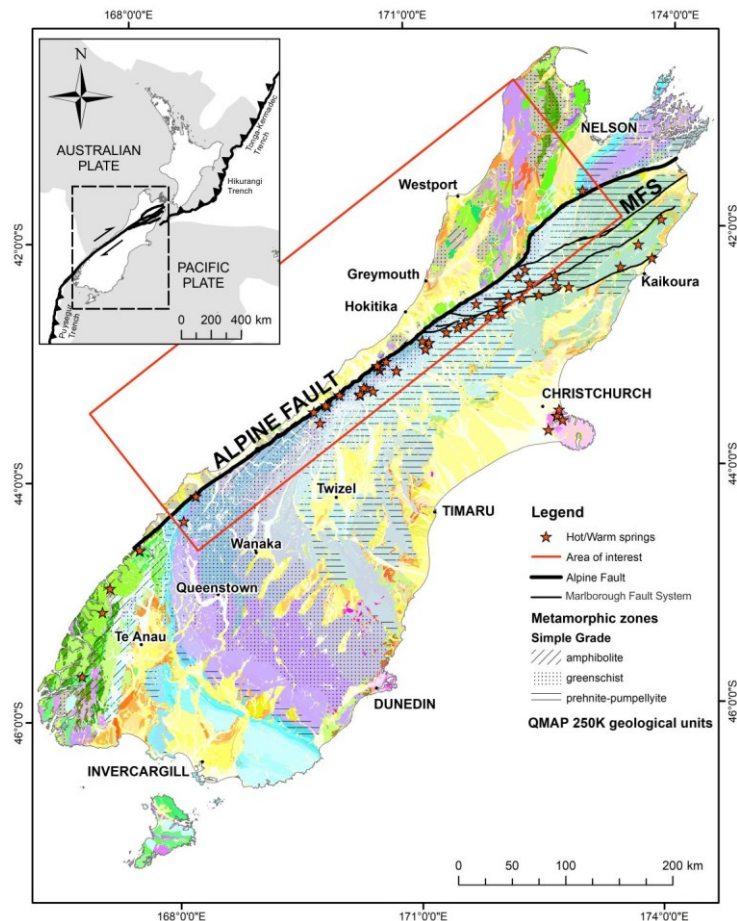 168°0'0"E
171°0'0"E
174°0'0"E
N
AUSTRALIAN
PLATE
Tonga-Kermadec
Trench
Hikurangi
Trench
PACIFIC
PLATE
Puysegur
Trench
0 200 400 km
NELSON
Westport
MFS
42°0'0"S
42°0'0"S
Greymouth
Kaikoura
Hokitika
ALPINE FAULT
CHRISTCHURCH
44°0'0"S
44°0'0"S
Twizel
TIMARU
Wanaka
Queenstown
Te Anau
DUNEDIN
46°0'0"S
46°0'0"S
INVERCARGILL
Legend
Hot/Warm springs
Area of interest
Alpine Fault
Marlborough Fault System
Metamorphic zones
Simple Grade
amphibolite
greenschist
prehnite-pumpellyite
QMAP 250K geological units
0 50 100 200 km
25 75 150
168°0'0"E
171°0'0"E
174°0'0"E